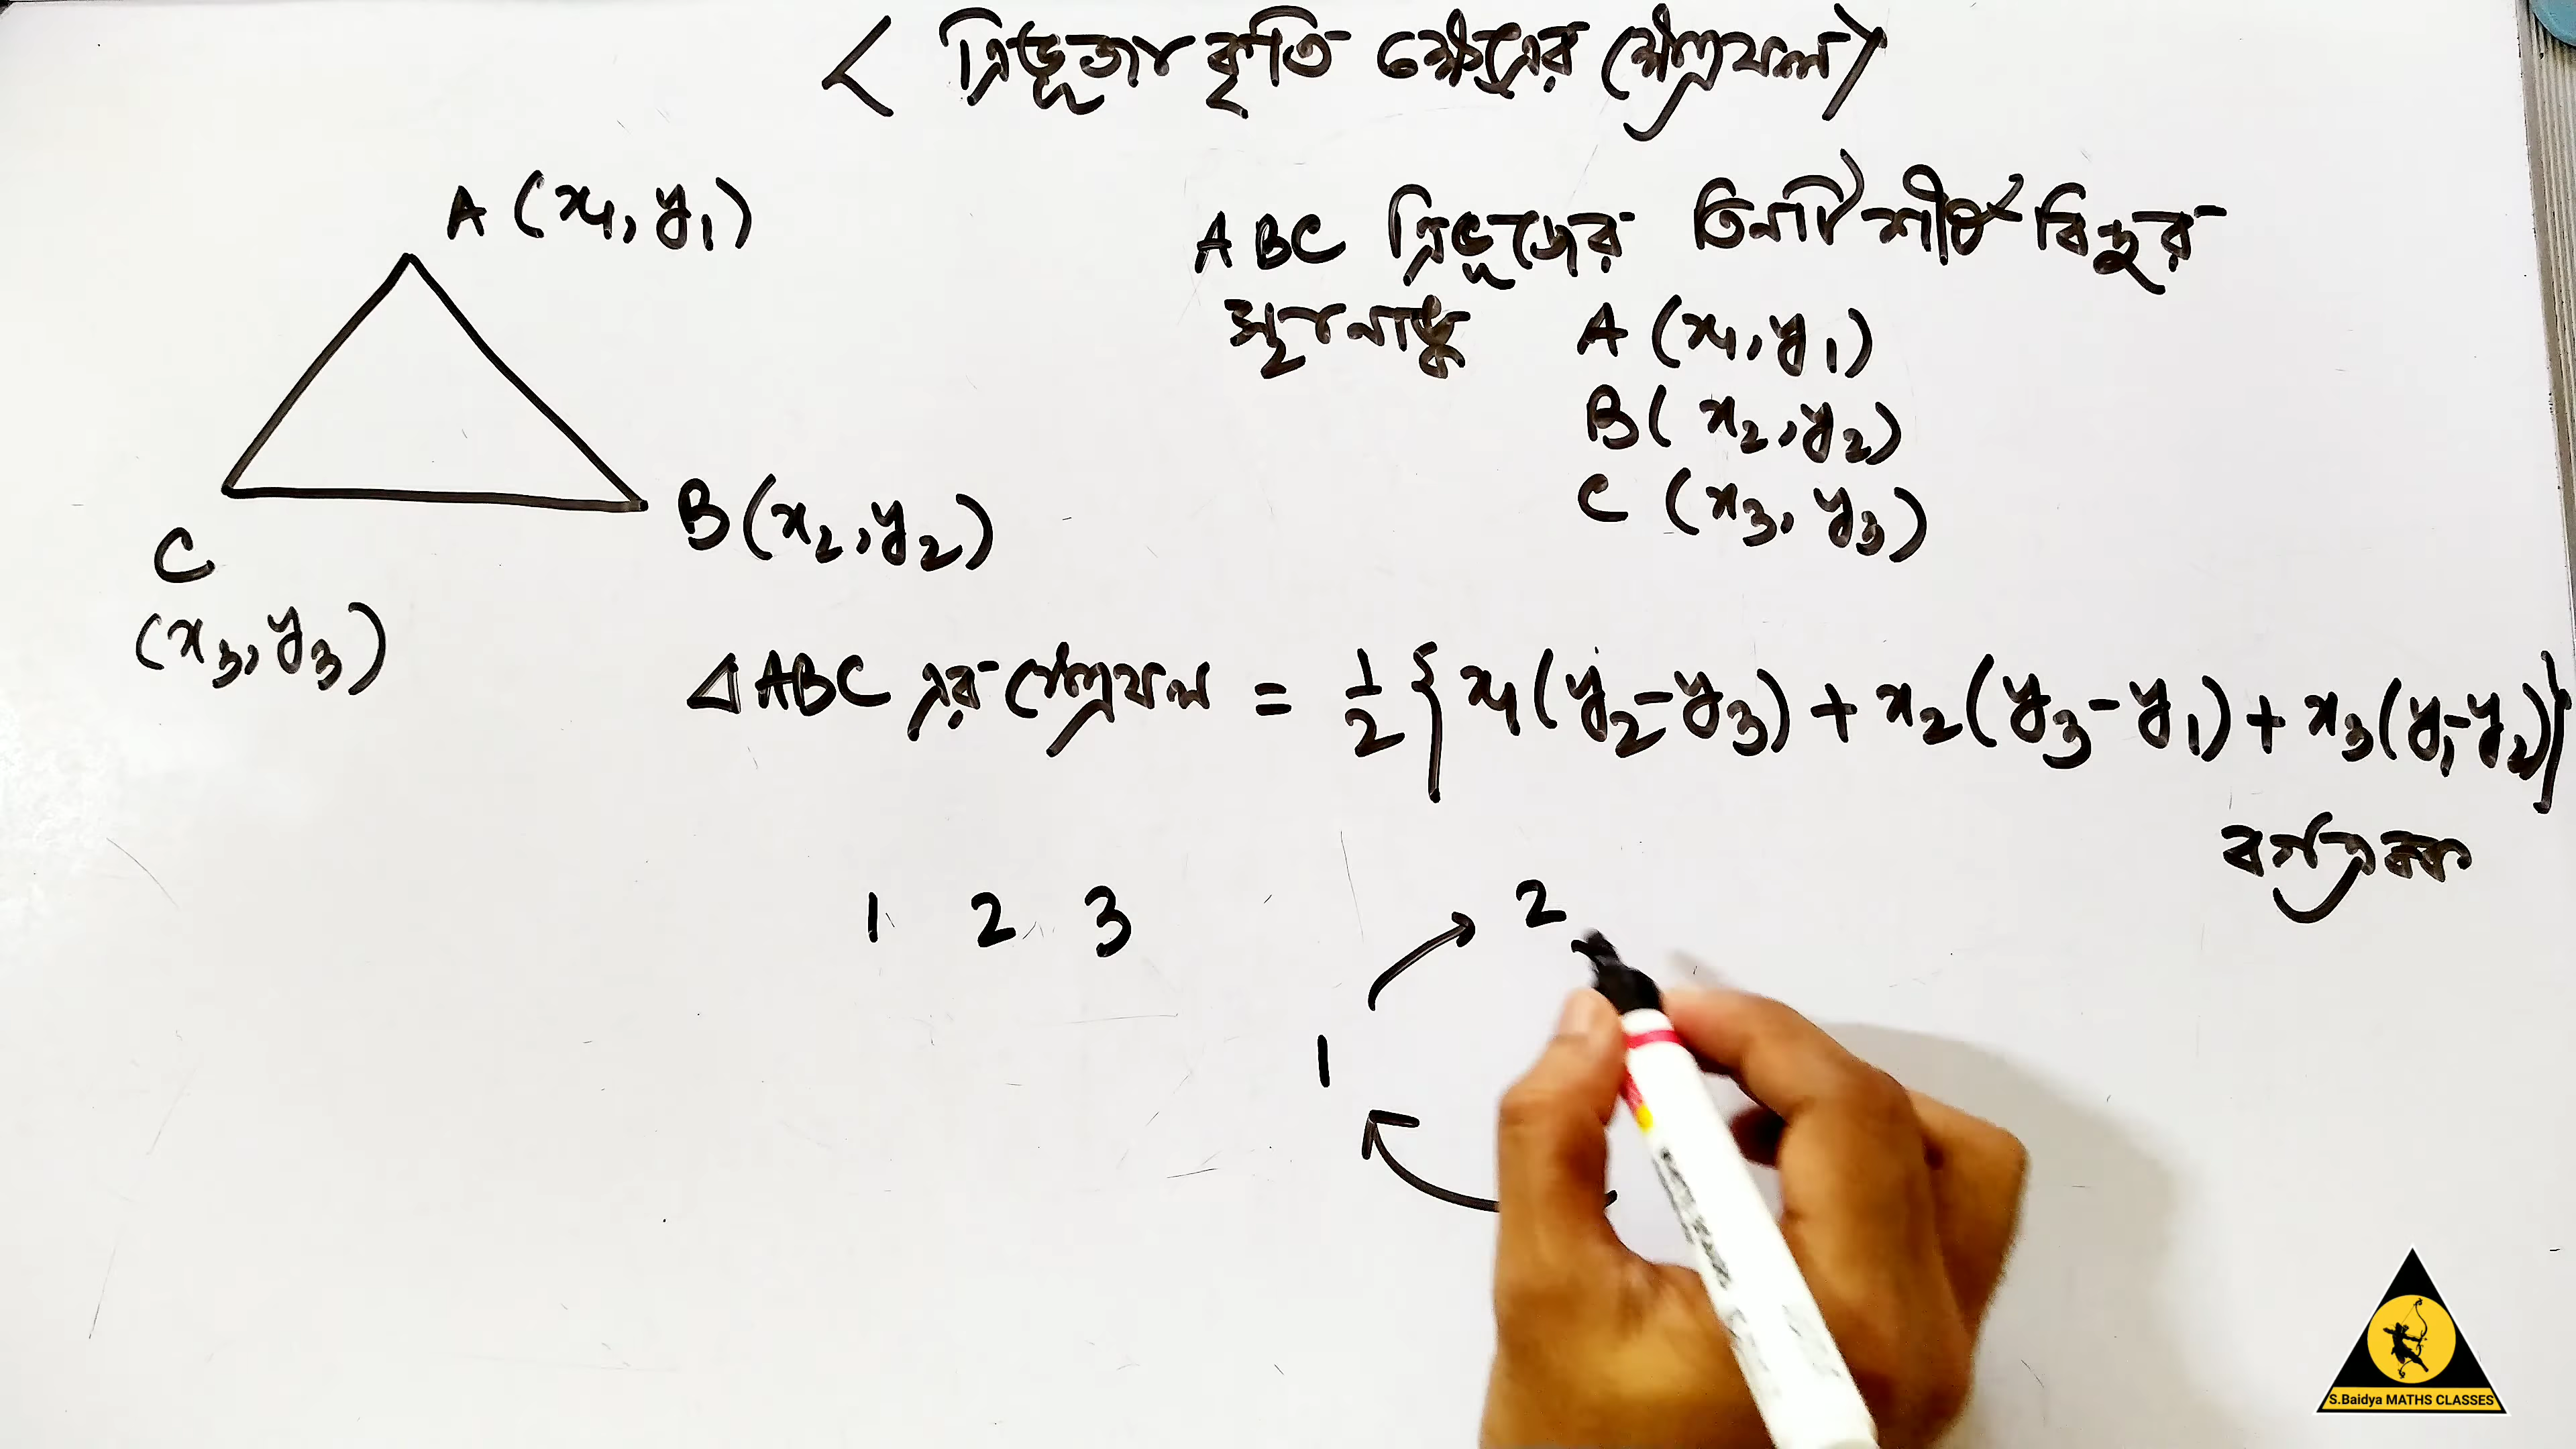 < ত্রিভূজাকৃতি ক্ষেত্রের ক্ষেত্রফল>
A (x₁, y₁)
B (x₂, y₂)
C
(x₃, y₃)
ABC ত্রিভূজের তিনটি শীর্ষ বিন্দুর
স্থানাঙ্ক A (x₁, y₁)
B (x₂, y₂)
C (x₃, y₃)
△ABC এর ক্ষেত্রফল = 1/2 {x₁(y₂-y₃) + x₂(y₃-y₁) + x₃(y₁-y₂)}
বর্গএকক
1 2 3
2
1
S.Baidya MATHS CLASSES